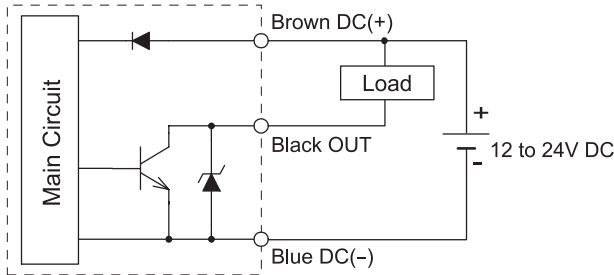 Brown DC(+)
Main Circuit
Load
+
Black OUT
12 to 24V DC
-
Blue DC(−)